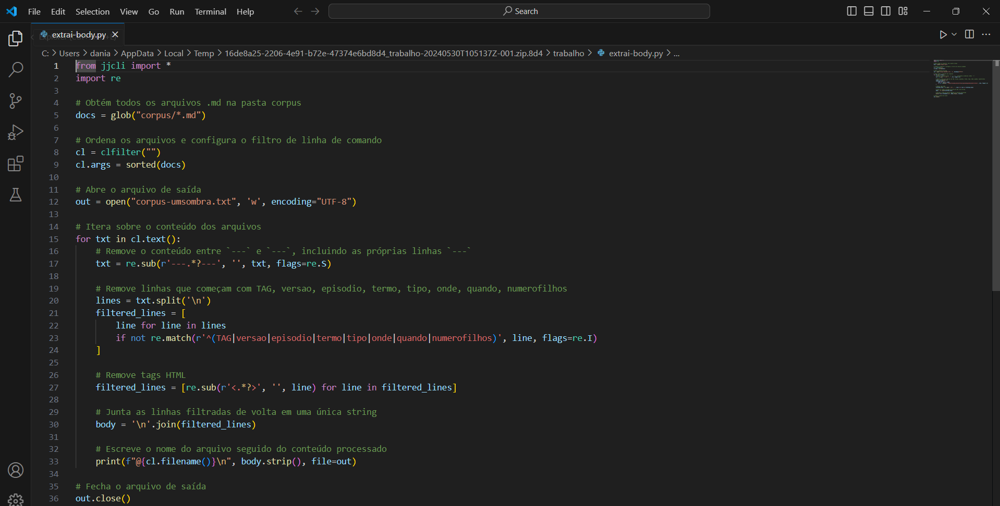 File Edit Selection View Go Run Terminal Help Search
extrai-body.py
C: > Users > dania > AppData > Local > Temp > 16de8a25-2206-4e91-b72e-47374e6bd8d4_trabalho-20240530T105137Z-001.zip.8d4 > trabalho > extrai-body.py > ...
1 from jjcli import *
2 import re
3
4 # Obtém todos os arquivos .md na pasta corpus
5 docs = glob("corpus/*.md")
6
7 # Ordena os arquivos e configura o filtro de linha de comando
8 cl = clfilter("")
9 cl.args = sorted(docs)
10
11 # Abre o arquivo de saída
12 out = open("corpus-umsombra.txt", 'w', encoding="UTF-8")
13
14 # Itera sobre o conteúdo dos arquivos
15 for txt in cl.text():
16     # Remove o conteúdo entre `---` e `---`, incluindo as próprias linhas `---`
17     txt = re.sub(r'---.*?---', '', txt, flags=re.S)
18
19     # Remove linhas que começam com TAG, versao, episodio, termo, tipo, onde, quando, numerofilhos
20     lines = txt.split('\n')
21     filtered_lines = [
22         line for line in lines
23         if not re.match(r'^(TAG|versao|episodio|termo|tipo|onde|quando|numerofilhos)', line, flags=re.I)
24     ]
25
26     # Remove tags HTML
27     filtered_lines = [re.sub(r'<.*?>', '', line) for line in filtered_lines]
28
29     # Junta as linhas filtradas de volta em uma única string
30     body = '\n'.join(filtered_lines)
31
32     # Escreve o nome do arquivo seguido do conteúdo processado
33     print(f"@{cl.filename()}\n", body.strip(), file=out)
34
35 # Fecha o arquivo de saída
36 out.close()